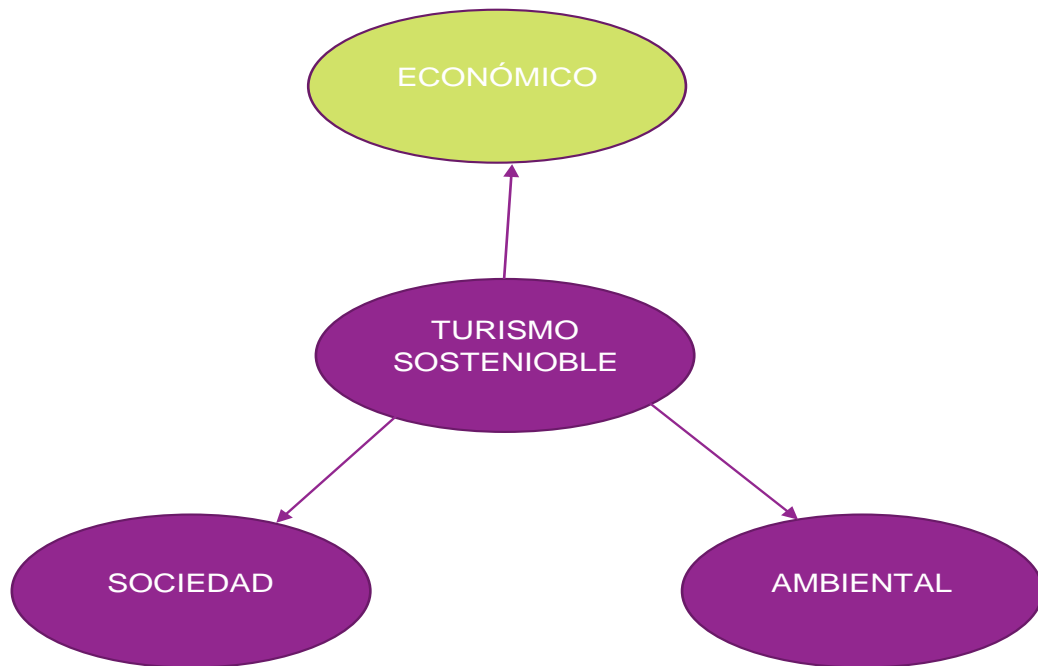 ECONÓMICO
TURISMO
SOSTENIOBLE
SOCIEDAD
AMBIENTAL